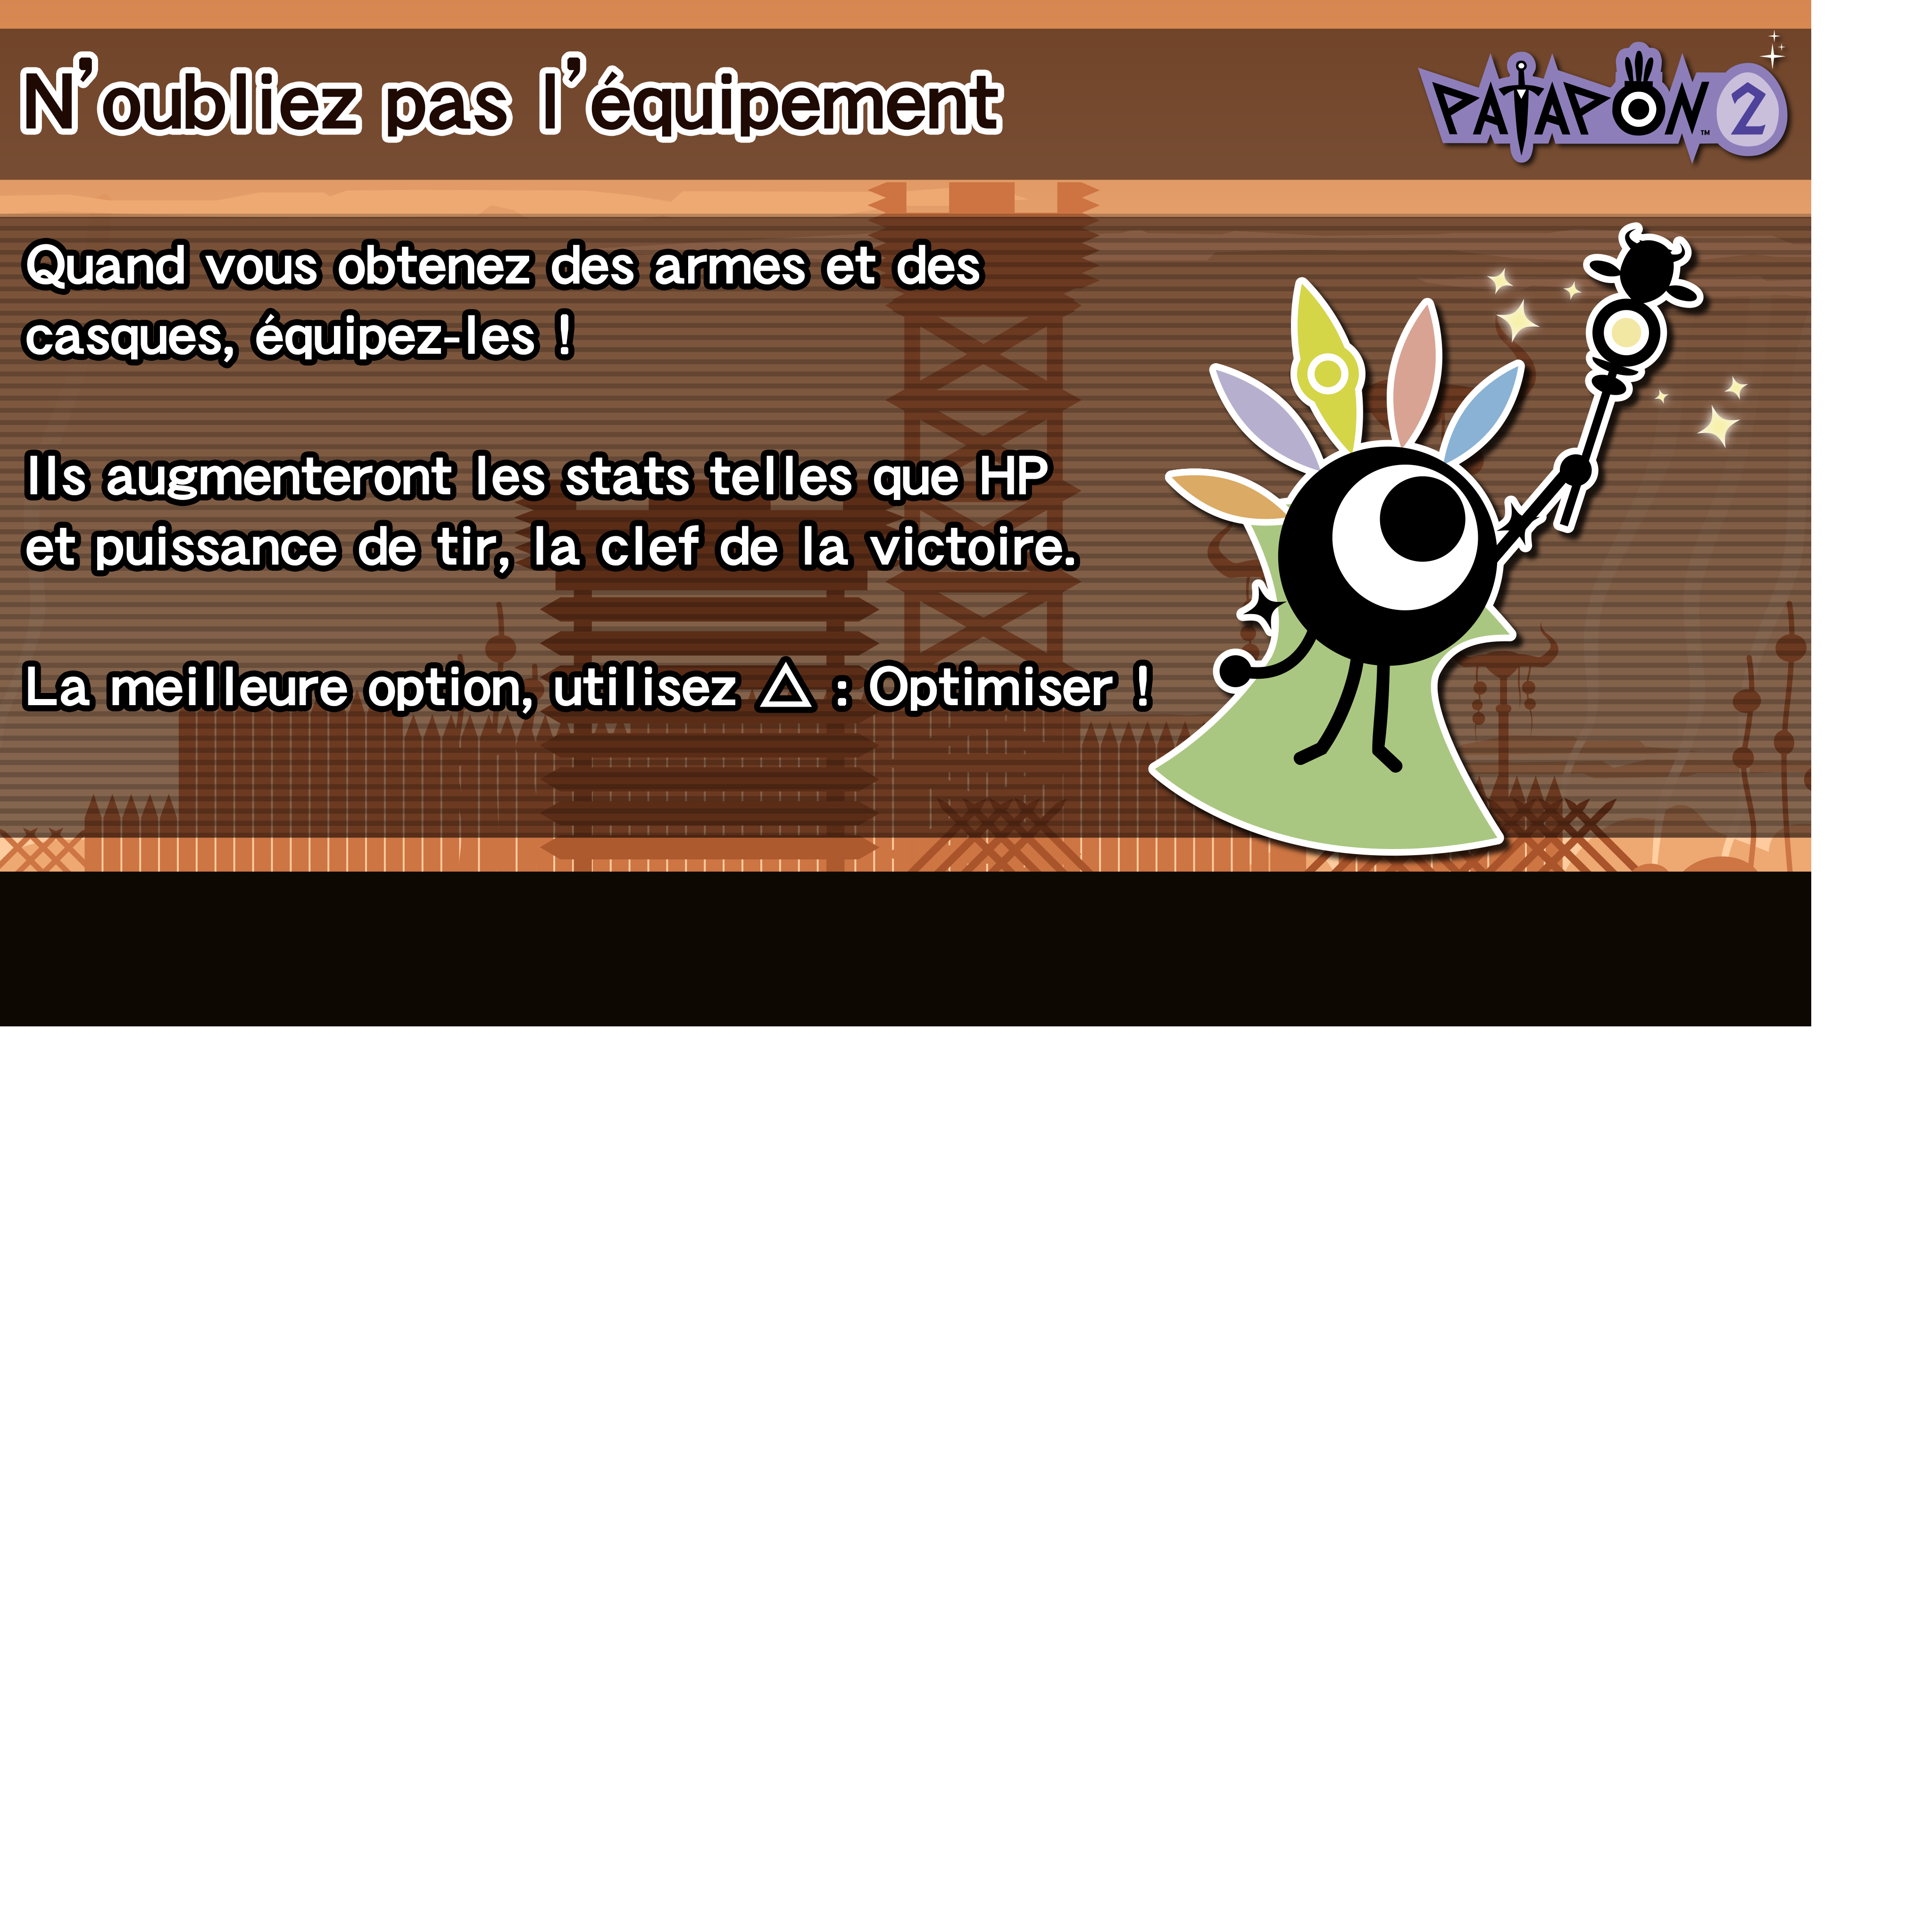 N'oubliez pas l'équipement
PATAPON™ 2
Quand vous obtenez des armes et des
casques, équipez-les !
Ils augmenteront les stats telles que HP
et puissance de tir, la clef de la victoire.
La meilleure option, utilisez △ : Optimiser !